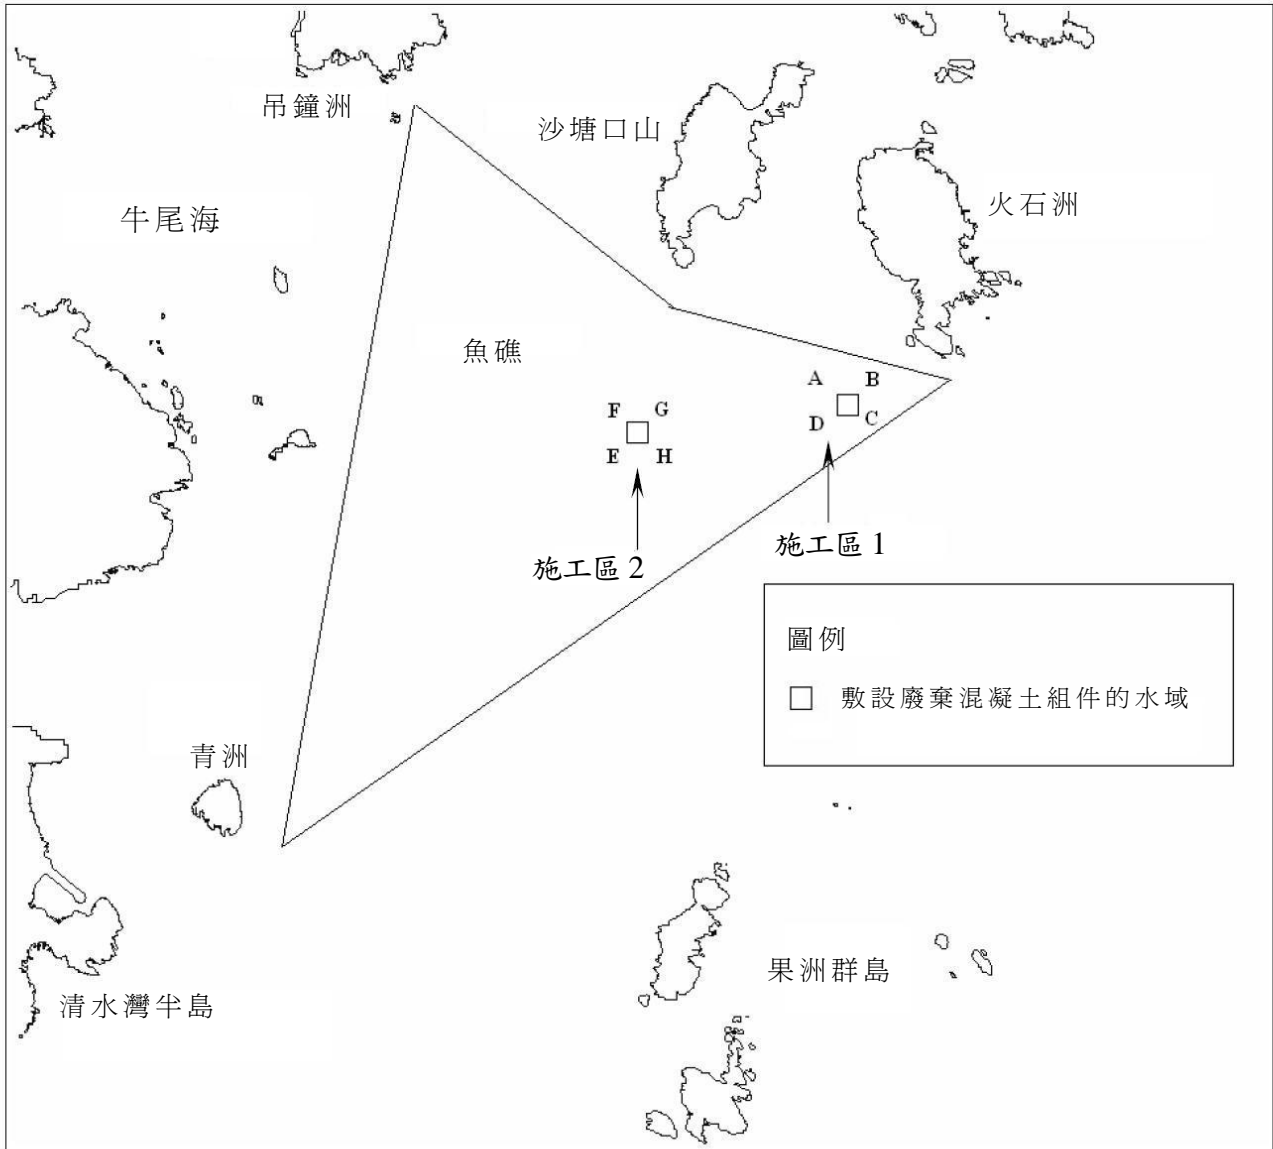 吊鐘洲
沙塘口山
火石洲
牛尾海
魚礁
A B
D C
F G
E H
施工區 1
施工區 2
圖例
敷設廢棄混凝土組件的水域
青洲
果洲群島
清水灣半島